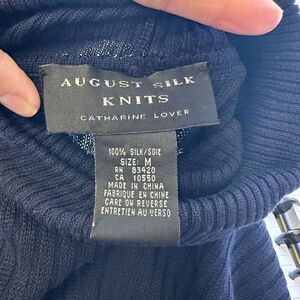 AUGUST SILK
KNITS
CATHARINE LOVER
100% SILK/SOIE
SIZE: M
RN 83420
CA 10550
MADE IN CHINA
FABRIQUE EN CHINE
CARE ON REVERSE
ENTRETIEN AU VERSO